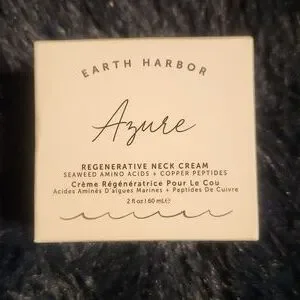 EARTH HARBOR
Azure
REGENERATIVE NECK CREAM
SEAWEED AMINO ACIDS + COPPER PEPTIDES
Crème Régénératrice Pour Le Cou
Acides Aminés D'algues Marines + Peptides De Cuivre
2 fl oz | 60 mL ℮